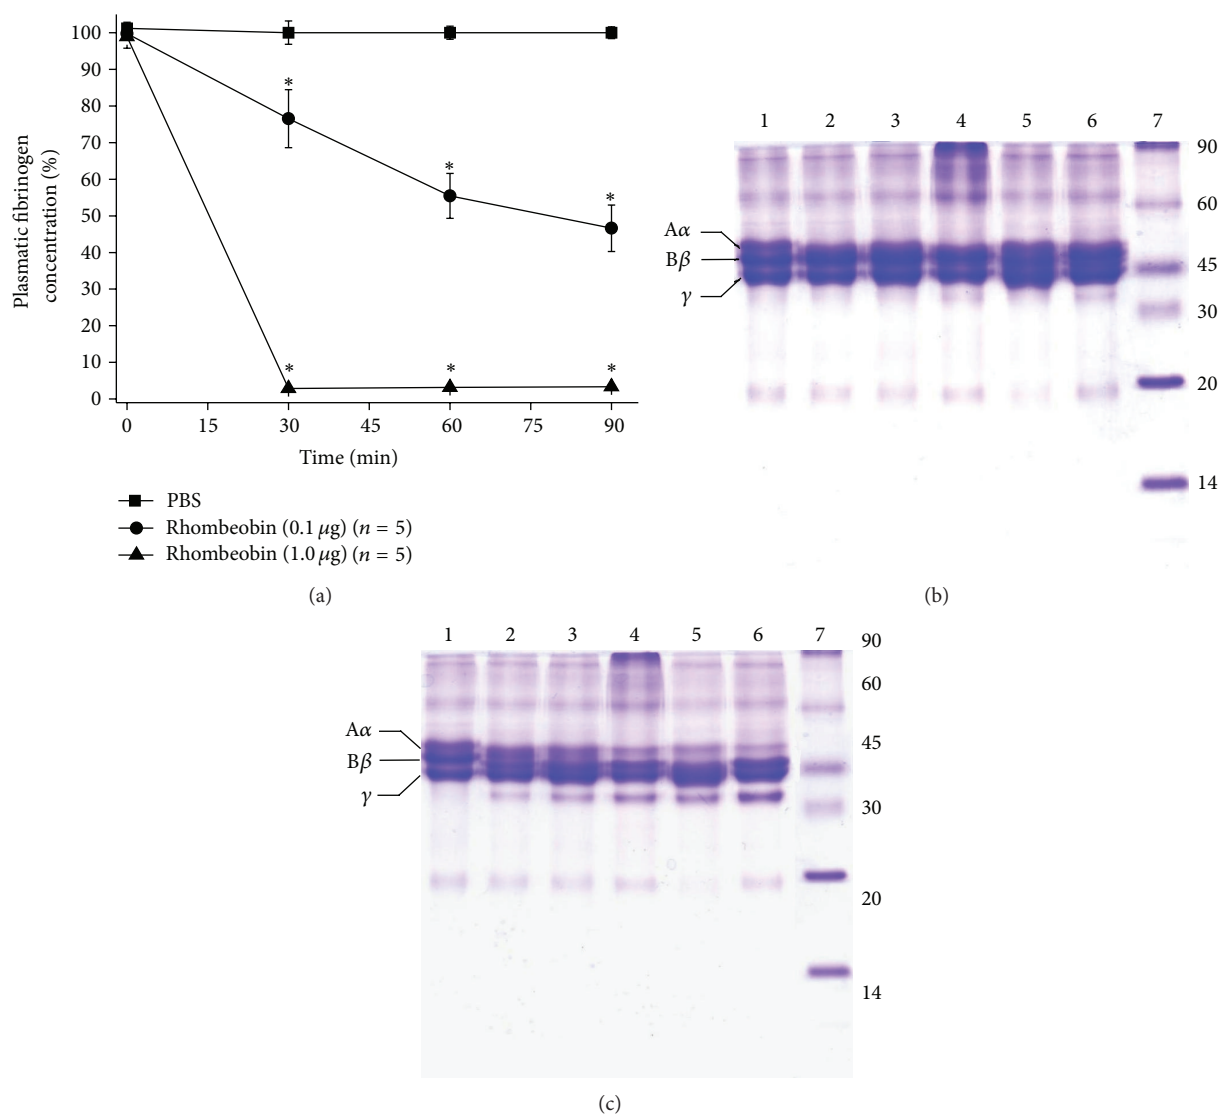 100
90
80
70
60
50
40
30
20
10
0
Plasmatic fibrinogen
concentration (%)
* * *
* * *
0 15 30 45 60 75 90
Time (min)
PBS
Rhombeobin (0.1 μg) (n = 5)
Rhombeobin (1.0 μg) (n = 5)
(a)
1 2 3 4 5 6 7
90
60
45
30
20
14
Aα
Bβ
γ
(b)
1 2 3 4 5 6 7
90
60
45
30
20
14
Aα
Bβ
γ
(c)